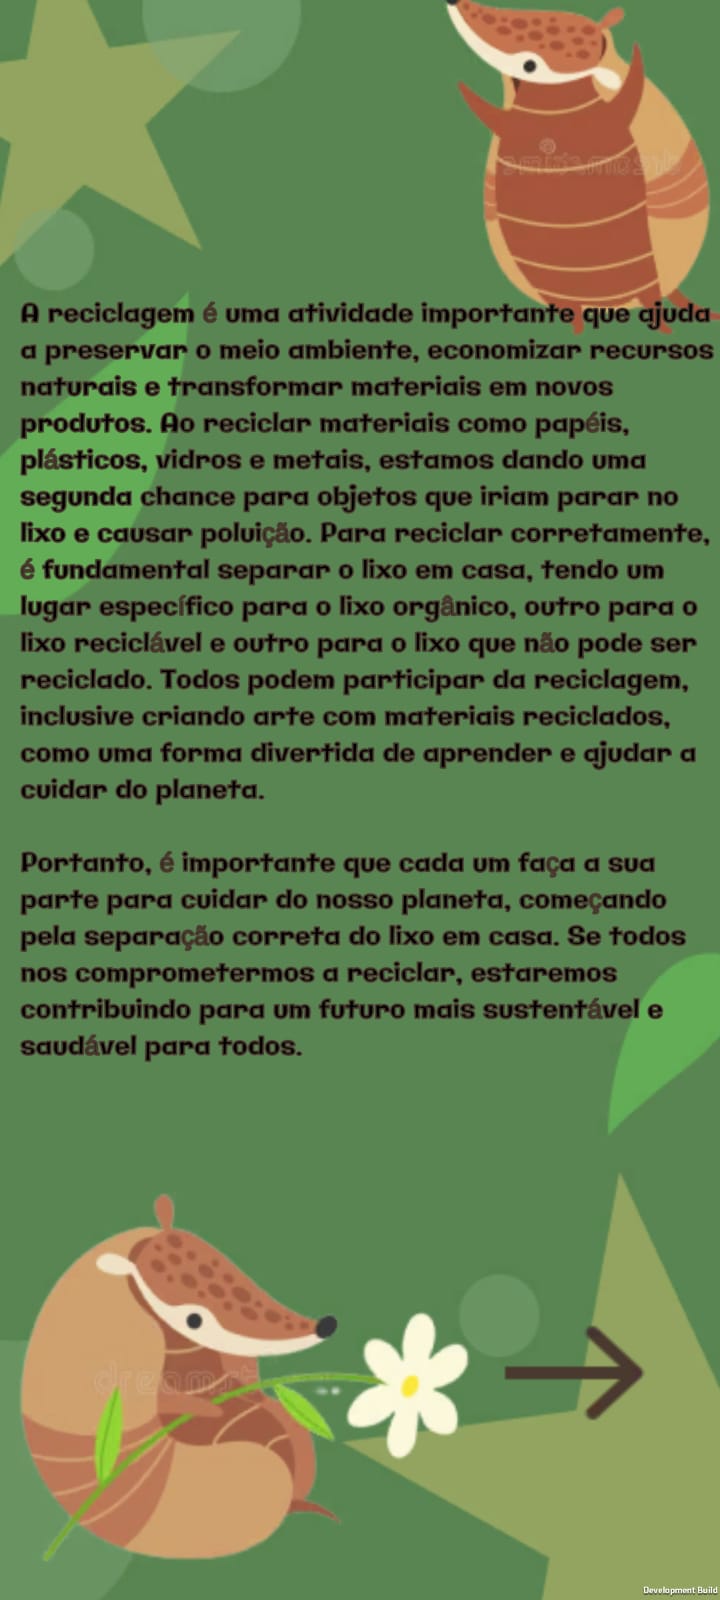 A reciclagem é uma atividade importante que ajuda
a preservar o meio ambiente, economizar recursos
naturais e transformar materiais em novos
produtos. Ao reciclar materiais como papéis,
plásticos, vidros e metais, estamos dando uma
segunda chance para objetos que iriam parar no
lixo e causar poluição. Para reciclar corretamente,
é fundamental separar o lixo em casa, tendo um
lugar específico para o lixo orgânico, outro para o
lixo reciclável e outro para o lixo que não pode ser
reciclado. Todos podem participar da reciclagem,
inclusive criando arte com materiais reciclados,
como uma forma divertida de aprender e ajudar a
cuidar do planeta.
Portanto, é importante que cada um faça a sua
parte para cuidar do nosso planeta, começando
pela separação correta do lixo em casa. Se todos
nos comprometermos a reciclar, estaremos
contribuindo para um futuro mais sustentável e
saudável para todos.
Development Build